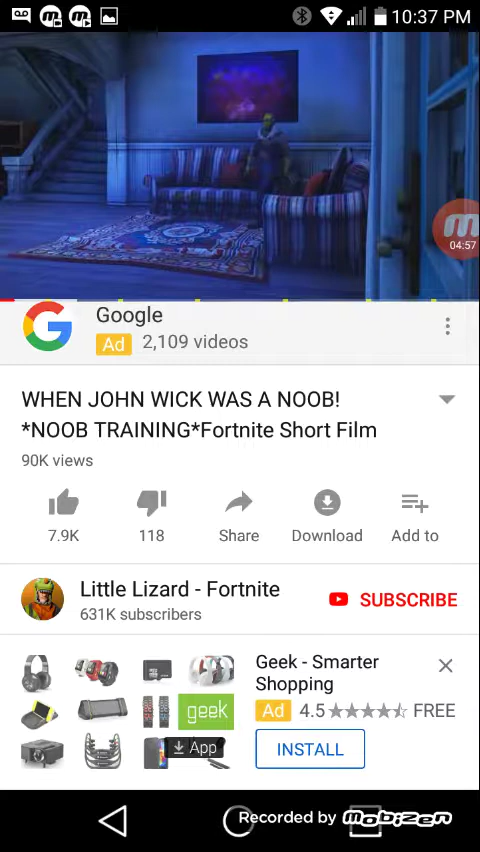 10:37 PM
04:57
Google
Ad 2,109 videos
WHEN JOHN WICK WAS A NOOB!
*NOOB TRAINING*Fortnite Short Film
90K views
7.9K 118 Share Download Add to
Little Lizard - Fortnite
631K subscribers
SUBSCRIBE
Geek - Smarter
Shopping
Ad 4.5 FREE
geek
App
INSTALL
Recorded by Mobizen